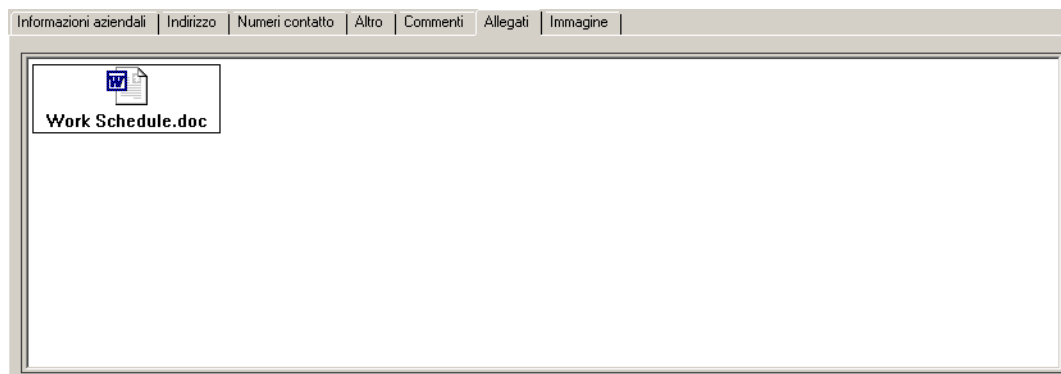 Informazioni aziendali Indirizzo Numeri contatto Altro Commenti Allegati Immagine
W
Work Schedule.doc